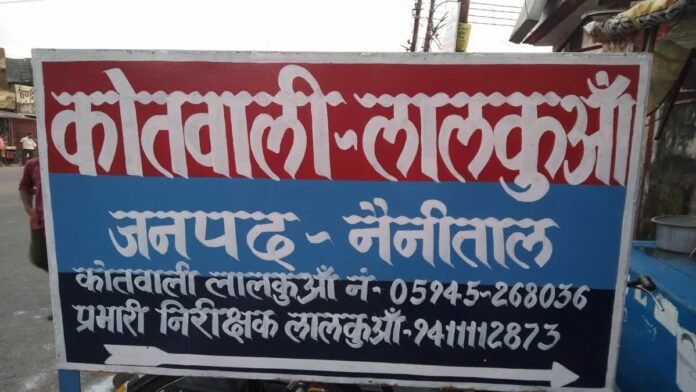 कोतवाली-लालकुआँ
जनपद - नैनीताल
कोतवाली लालकुआँ नं- 05945-268036
प्रभारी निरीक्षक लालकुआँ-9411112873